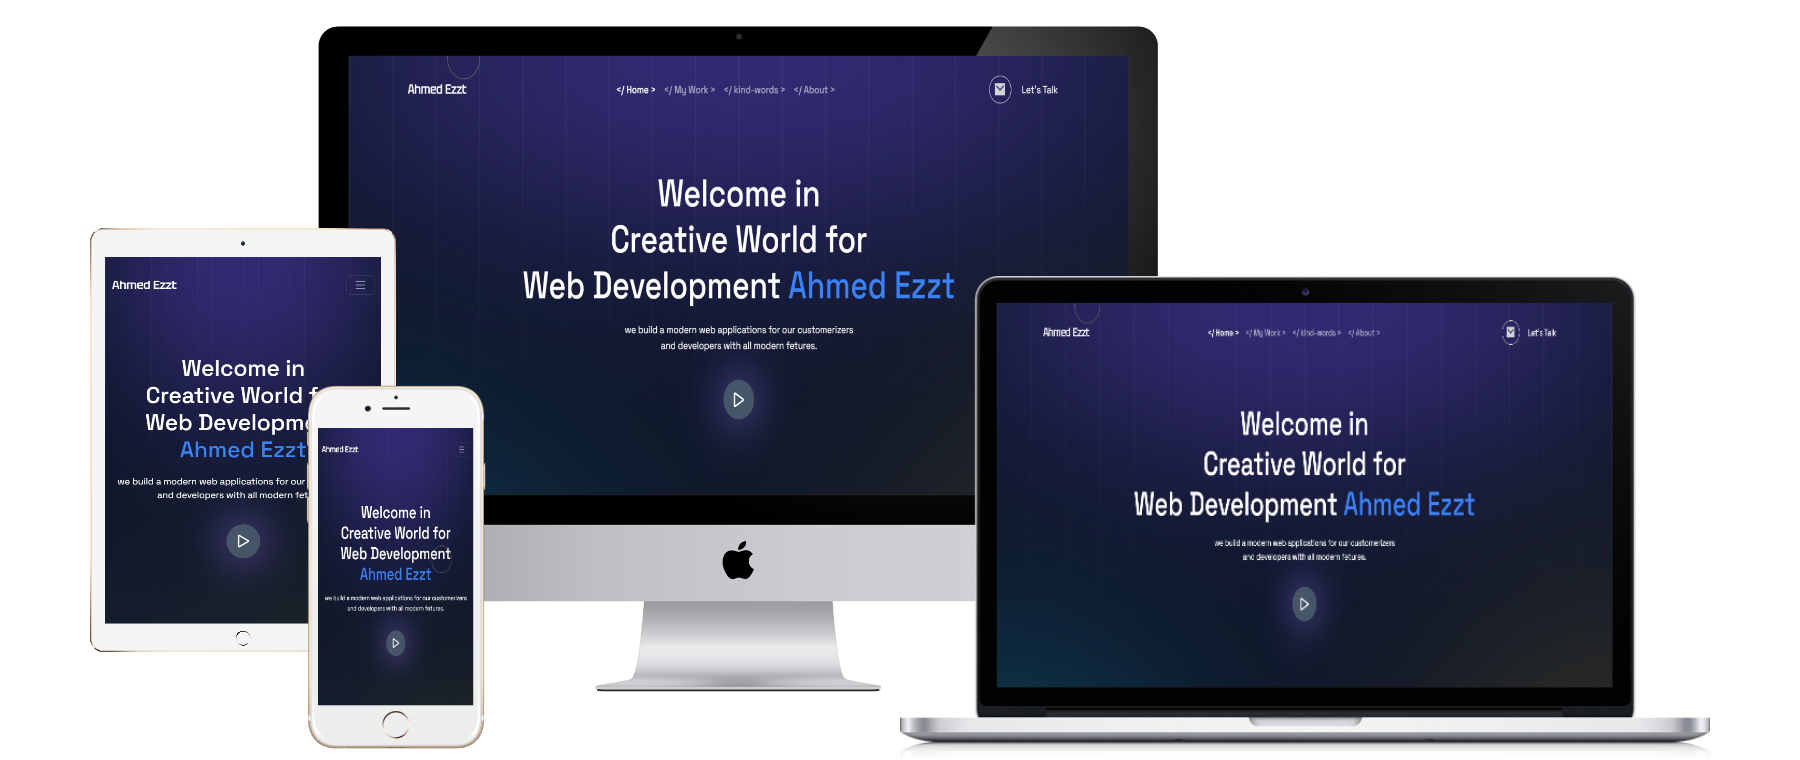 Ahmed Ezzt
</ Home > </ My Work > </ kind-words > </ About >
Let's Talk
Welcome in
Creative World for
Web Development Ahmed Ezzt
we build a modern web applications for our customerizers
and developers with all modern fetures.
Ahmed Ezzt
Welcome in
Creative World f
Web Developme
Ahmed Ezzt
we build a modern web applications for our
and developers with all modern fet
Ahmed Ezzt
Welcome in
Creative World for
Web Development
Ahmed Ezzt
we build a modern web applications for our customerizers
and developers with all modern fetures.
Ahmed Ezzt
</ Home > </ My Work > </ kind-words > </ About >
Let's Talk
Welcome in
Creative World for
Web Development Ahmed Ezzt
we build a modern web applications for our customerizers
and developers with all modern fetures.